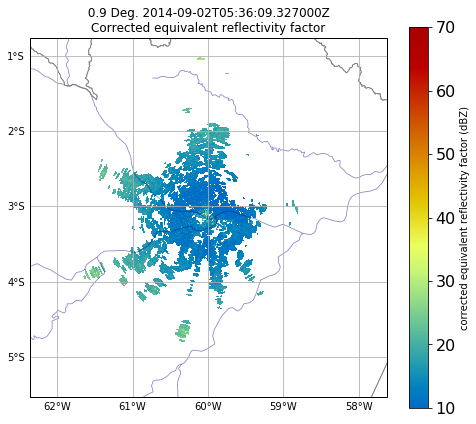 0.9 Deg. 2014-09-02T05:36:09.327000Z
Corrected equivalent reflectivity factor
1°S
2°S
3°S
4°S
5°S
62°W
61°W
60°W
59°W
58°W
70
60
50
40
30
20
10
corrected equivalent reflectivity factor (dBZ)